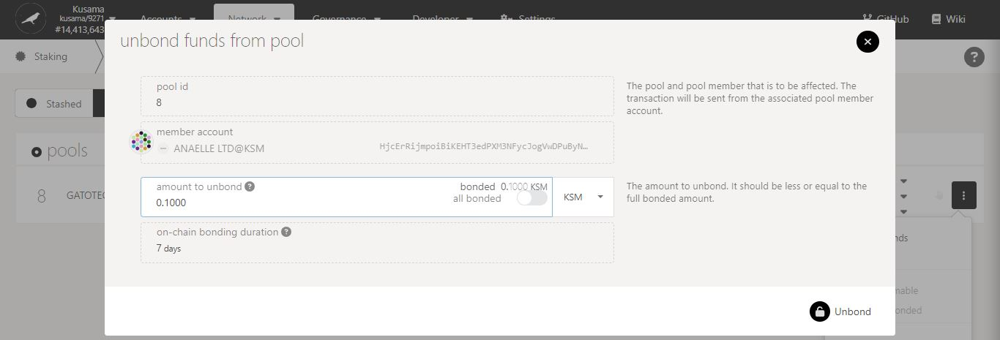 Kusama
kusama/9271
#14,413,643
Accounts
Network
Governance
Developer
Settings
GitHub
Wiki
Staking
Stashed
pools
8
unbond funds from pool
pool id
8
The pool and pool member that is to be affected. The
transaction will be sent from the associated pool member
account.
member account
ANAELLE LTD@KSM
HjcErRijmpoiBiKEHT3edPXM3NFycJogVwDPuByN…
amount to unbond
bonded 0.1000 KSM
all bonded
0.1000
KSM
The amount to unbond. It should be less or equal to the
full bonded amount.
on-chain bonding duration
7 days
Unbond